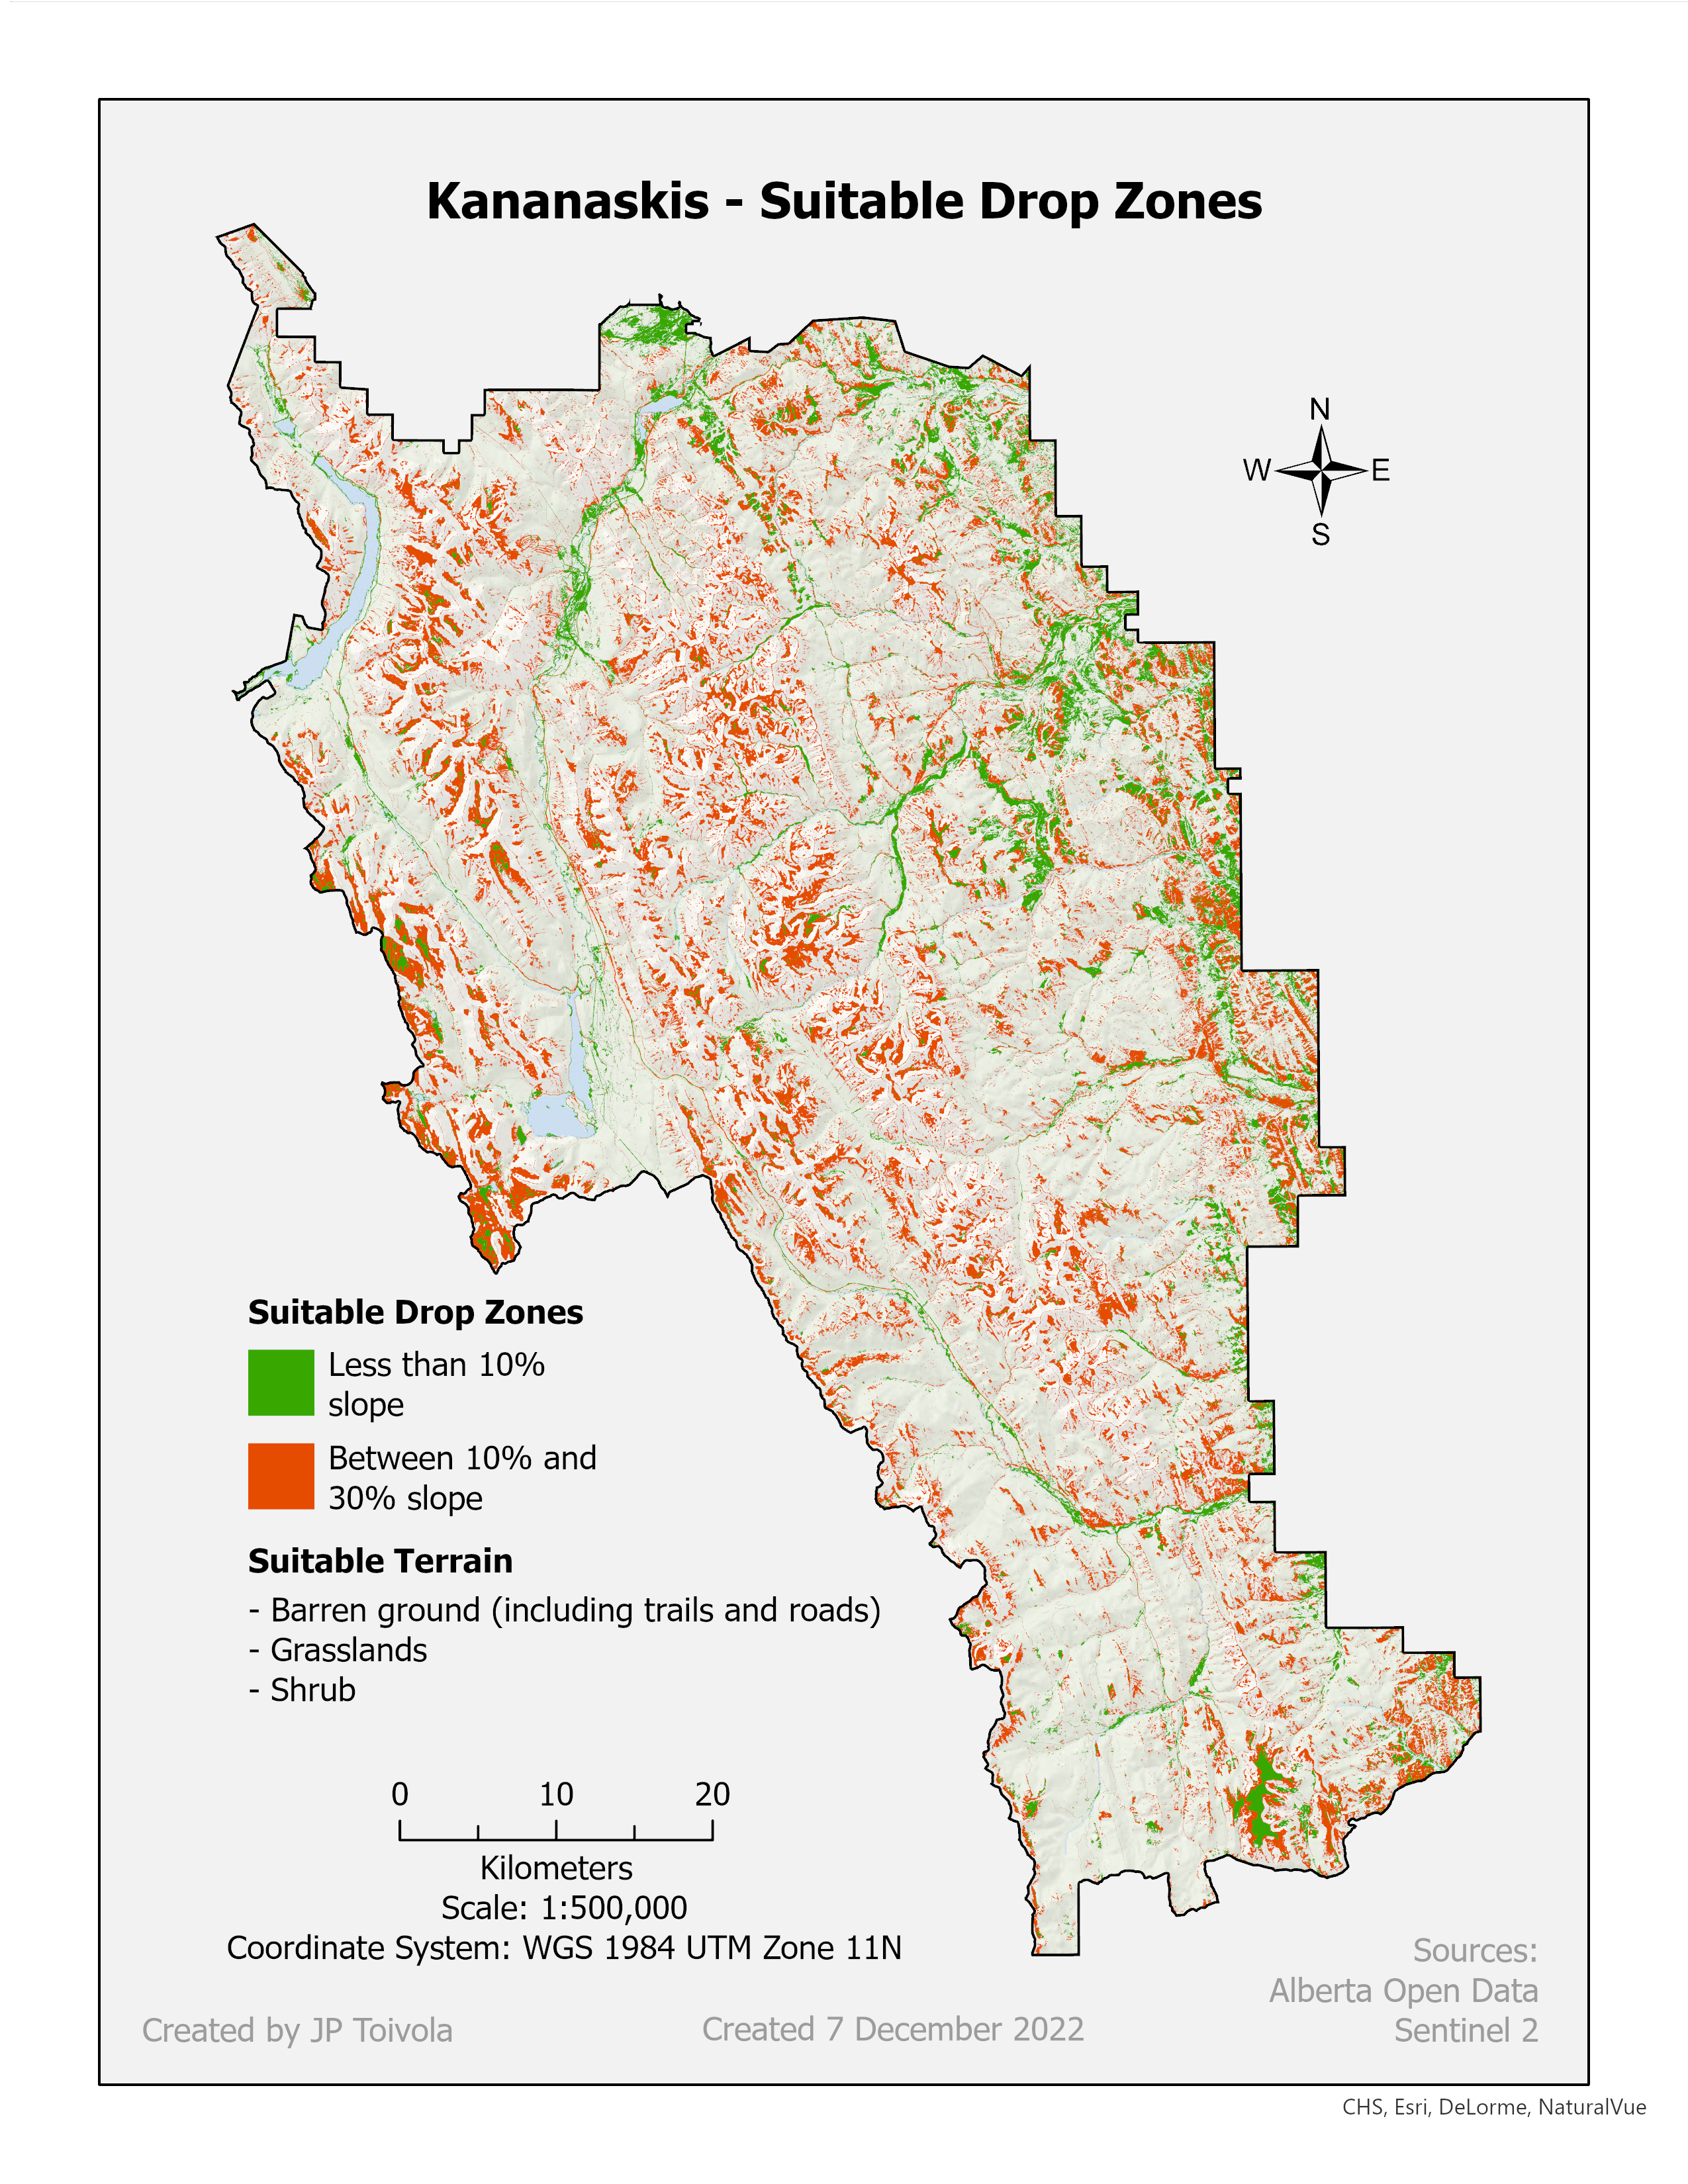 Kananaskis - Suitable Drop Zones
N
W
E
S
Suitable Drop Zones
Less than 10%
slope
Between 10% and
30% slope
Suitable Terrain
- Barren ground (including trails and roads)
- Grasslands
- Shrub
0 10 20
Kilometers
Scale: 1:500,000
Coordinate System: WGS 1984 UTM Zone 11N
Sources:
Alberta Open Data
Sentinel 2
Created by JP Toivola
Created 7 December 2022
CHS, Esri, DeLorme, NaturalVue